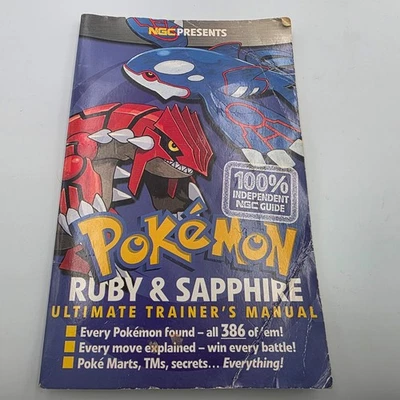 NGC PRESENTS
100%
INDEPENDENT
NGC GUIDE
POKéMON
RUBY & SAPPHIRE
ULTIMATE TRAINER'S MANUAL
Every Pokémon found – all 386 of 'em!
Every move explained – win every battle!
Poké Marts, TMs, secrets... Everything!